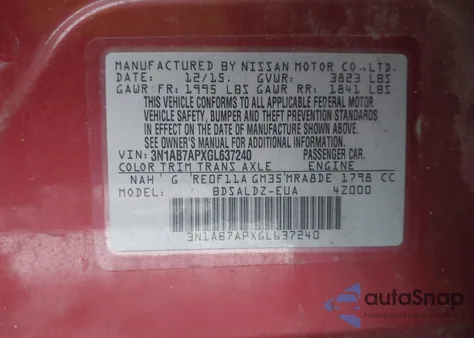 MANUFACTURED BY NISSAN MOTOR CO.,LTD.
DATE: 12/15. GVWR: 3823 LBS
GAWR FR: 1995 LBS GAWR RR: 1841 LBS
THIS VEHICLE CONFORMS TO ALL APPLICABLE FEDERAL MOTOR
VEHICLE SAFETY, BUMPER AND THEFT PREVENTION STANDARDS
IN EFFECT ON THE DATE OF MANUFACTURE SHOWN ABOVE.
SEE OWNER'S MANUAL FOR ADDITIONAL INFORMATION.
VIN: 3N1AB7APXGL637240 PASSENGER CAR.
COLOR TRIM TRANS AXLE ENGINE
NAH G RE0F11A GM35 MRA8DE 1798 CC
MODEL: BDSALDZ-EUA 4Z000
3N1AB7APXGL637240
autoSnap